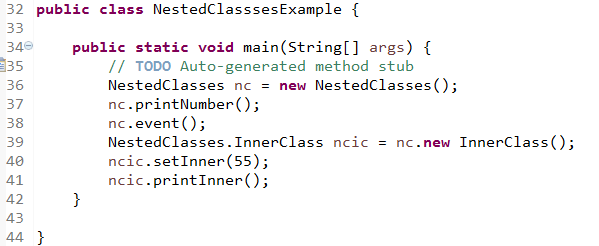 32 public class NestedClasssesExample {
33
34 public static void main(String[] args) {
35 // TODO Auto-generated method stub
36 NestedClasses nc = new NestedClasses();
37 nc.printNumber();
38 nc.event();
39 NestedClasses.InnerClass ncic = nc.new InnerClass();
40 ncic.setInner(55);
41 ncic.printInner();
42 }
43
44 }